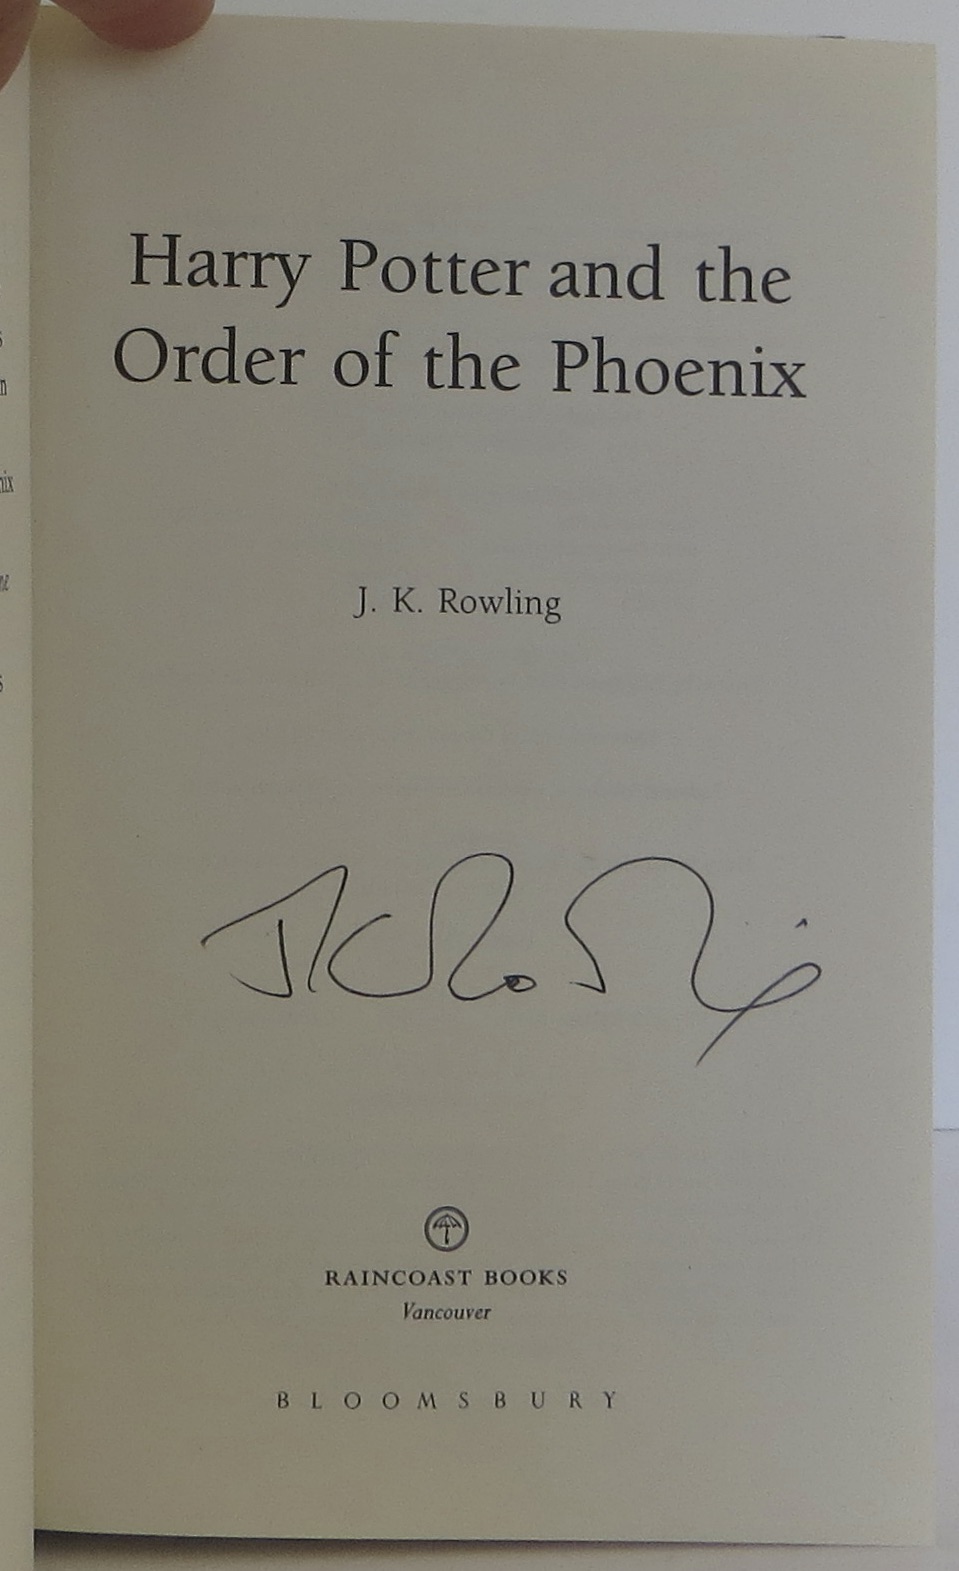 Harry Potter and the
Order of the Phoenix
J. K. Rowling
RAINCOAST BOOKS
Vancouver
BLOOMSBURY